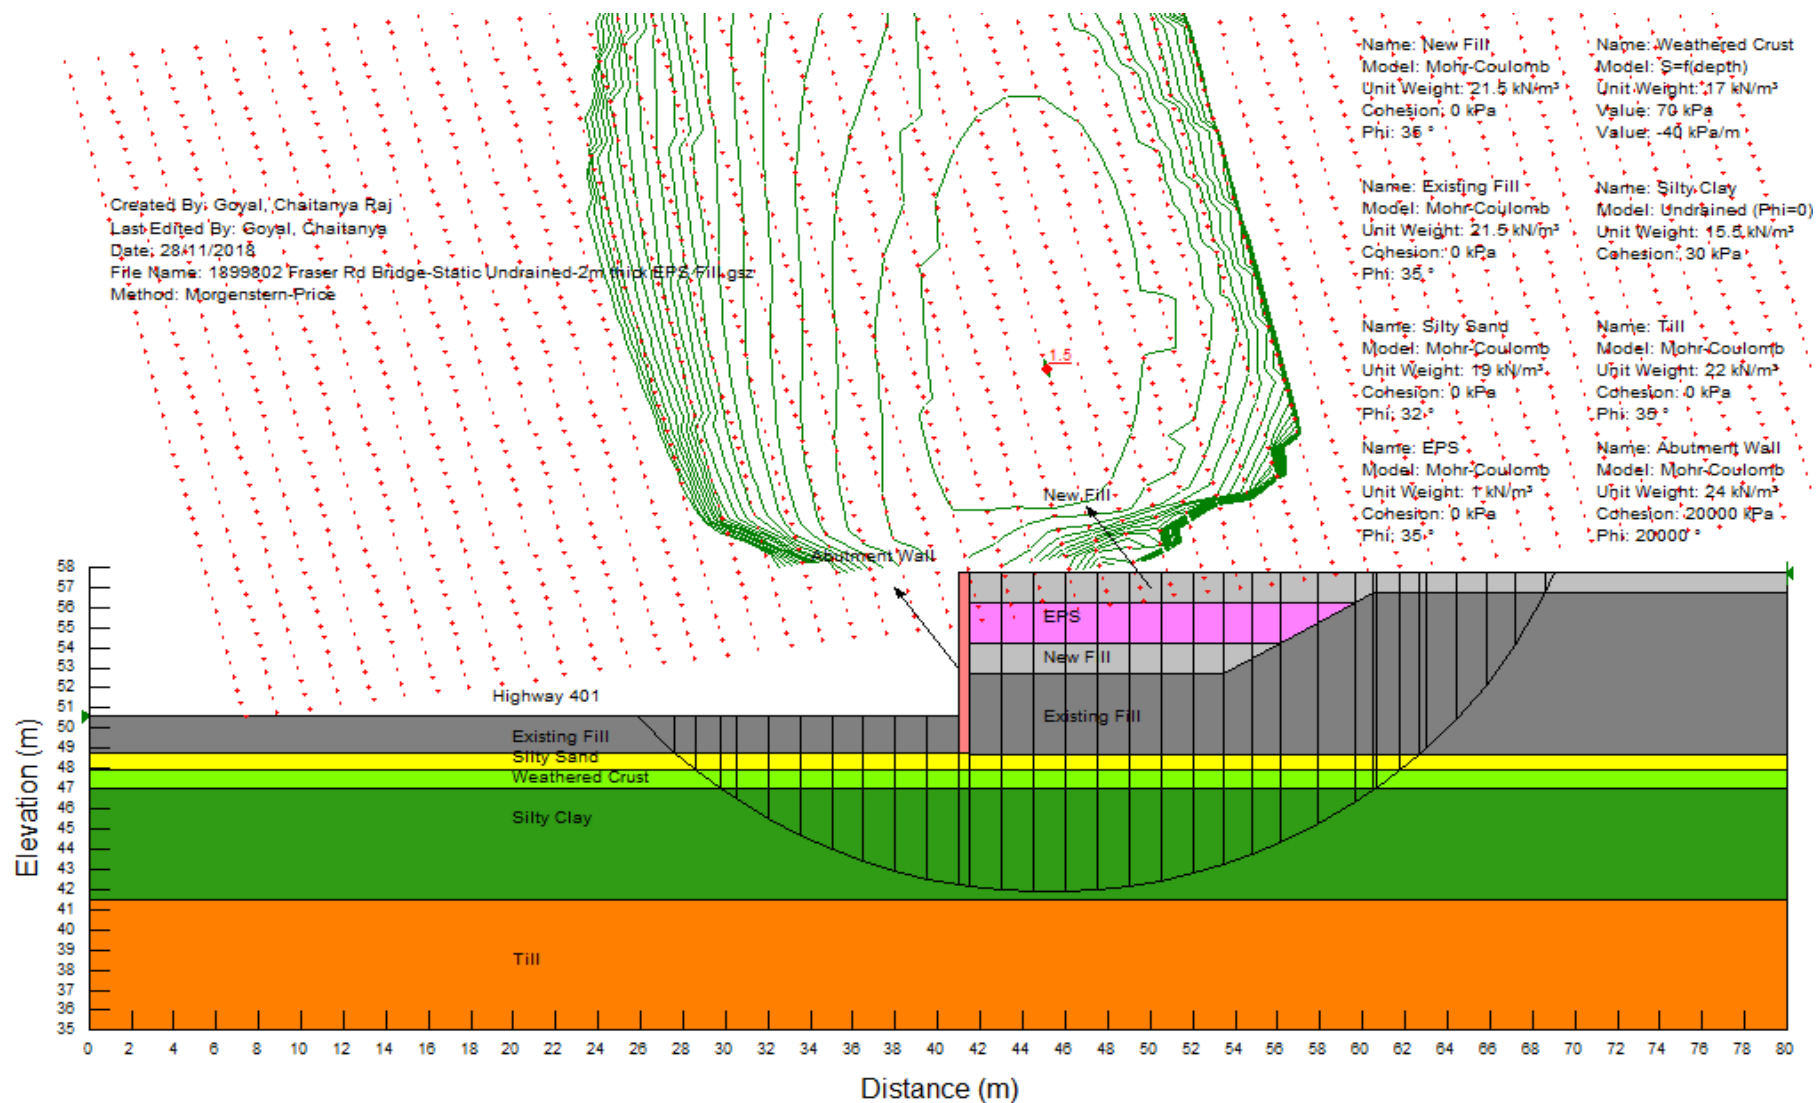 Name: New Fill
Model: Mohr-Coulomb
Unit Weight: 21.5 kN/m³
Cohesion: 0 kPa
Phi: 35 °
Name: Weathered Crust
Model: S=f(depth)
Unit Weight: 17 kN/m³
Value: 70 kPa
Value: -40 kPa/m
Name: Existing Fill
Model: Mohr-Coulomb
Unit Weight: 21.5 kN/m³
Cohesion: 0 kPa
Phi: 35 °
Name: Silty Clay
Model: Undrained (Phi=0)
Unit Weight: 15.5 kN/m³
Cohesion: 30 kPa
Created By: Goyal, Chaitanya Raj
Last Edited By: Goyal, Chaitanya
Date: 28/11/2018
File Name: 1899802 Fraser Rd Bridge-Static Undrained-2m thick EPS Fill.gsz
Method: Morgenstern-Price
Name: Silty Sand
Model: Mohr-Coulomb
Unit Weight: 19 kN/m³
Cohesion: 0 kPa
Phi: 32 °
Name: Till
Model: Mohr-Coulomb
Unit Weight: 22 kN/m³
Cohesion: 0 kPa
Phi: 35 °
1.5
Name: EPS
Model: Mohr-Coulomb
Unit Weight: 1 kN/m³
Cohesion: 0 kPa
Phi: 35 °
Name: Abutment Wall
Model: Mohr-Coulomb
Unit Weight: 24 kN/m³
Cohesion: 20000 kPa
Phi: 20000 °
New Fill
Abutment Wall
EPS
New Fill
Highway 401
Existing Fill
Existing Fill
Silty Sand
Weathered Crust
Silty Clay
Till
Elevation (m)
58
57
56
55
54
53
52
51
50
49
48
47
46
45
44
43
42
41
40
39
38
37
36
35
0 2 4 6 8 10 12 14 16 18 20 22 24 26 28 30 32 34 36 38 40 42 44 46 48 50 52 54 56 58 60 62 64 66 68 70 72 74 76 78 80
Distance (m)